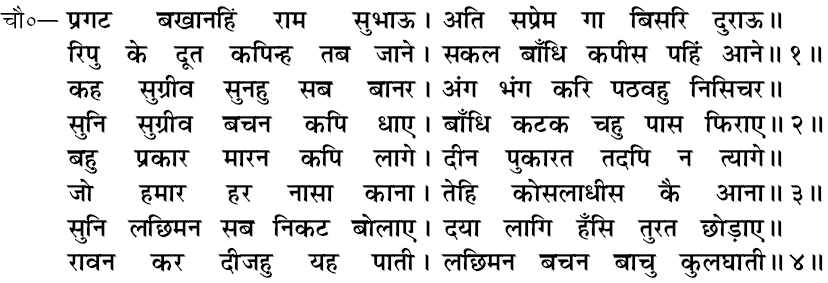 चौ०— प्रगट बखानहिं राम सुभाऊ। अति सप्रेम गा बिसरि दुराऊ॥
रिपु के दूत कपिन्ह तब जाने। सकल बाँधि कपीस पहिं आने॥ १॥
कह सुग्रीव सुनहु सब बानर। अंग भंग करि पठवहु निसिचर॥
सुनि सुग्रीव बचन कपि धाए। बाँधि कटक चहु पास फिराए॥ २॥
बहु प्रकार मारन कपि लागे। दीन पुकारत तदपि न त्यागे॥
जो हमार हर नासा काना। तेहि कोसलाधीस कै आना॥ ३॥
सुनि लछिमन सब निकट बोलाए। दया लागि हँसि तुरत छोड़ाए॥
रावन कर दीजहु यह पाती। लछिमन बचन बाचु कुलघाती॥ ४॥